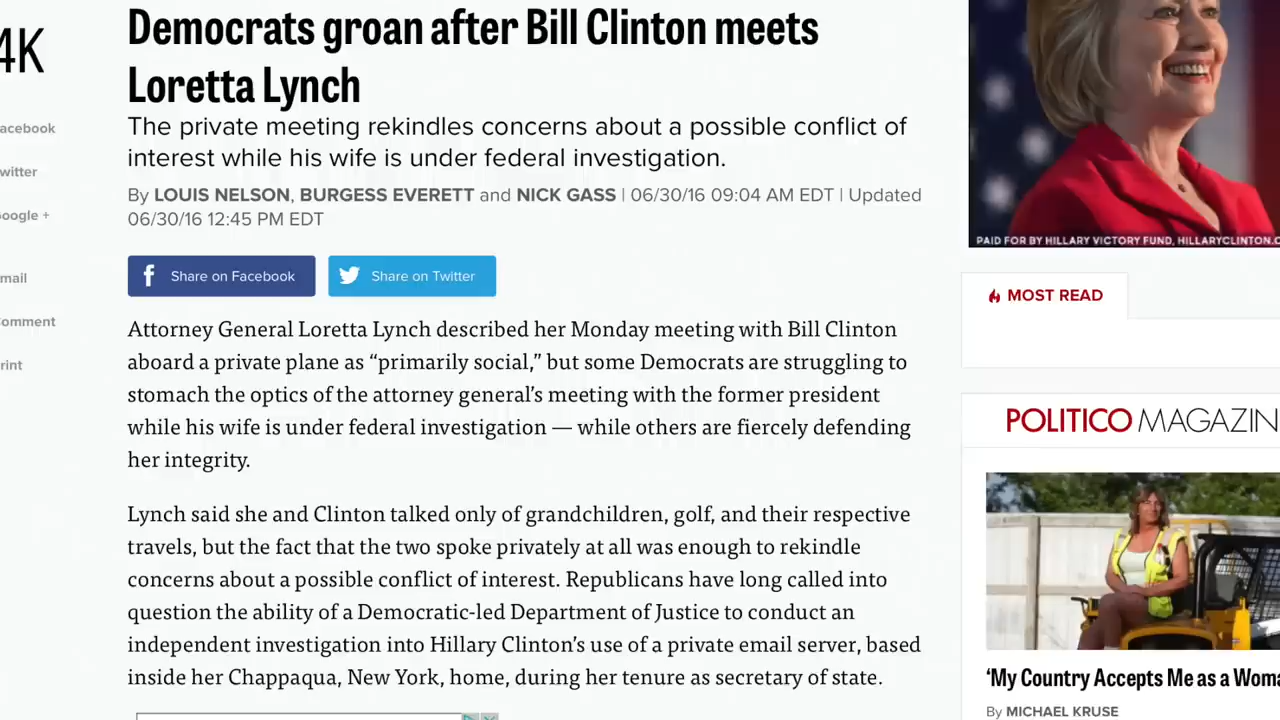 4K
acebook
witter
oogle +
mail
omment
rint
Democrats groan after Bill Clinton meets
Loretta Lynch
The private meeting rekindles concerns about a possible conflict of
interest while his wife is under federal investigation.
By LOUIS NELSON, BURGESS EVERETT and NICK GASS | 06/30/16 09:04 AM EDT | Updated
06/30/16 12:45 PM EDT
Share on Facebook
Share on Twitter
Attorney General Loretta Lynch described her Monday meeting with Bill Clinton
aboard a private plane as “primarily social,” but some Democrats are struggling to
stomach the optics of the attorney general’s meeting with the former president
while his wife is under federal investigation — while others are fiercely defending
her integrity.
Lynch said she and Clinton talked only of grandchildren, golf, and their respective
travels, but the fact that the two spoke privately at all was enough to rekindle
concerns about a possible conflict of interest. Republicans have long called into
question the ability of a Democratic-led Department of Justice to conduct an
independent investigation into Hillary Clinton’s use of a private email server, based
inside her Chappaqua, New York, home, during her tenure as secretary of state.
PAID FOR BY HILLARY VICTORY FUND, HILLARYCLINTON.C
MOST READ
POLITICO MAGAZIN
‘My Country Accepts Me as a Woma
By MICHAEL KRUSE